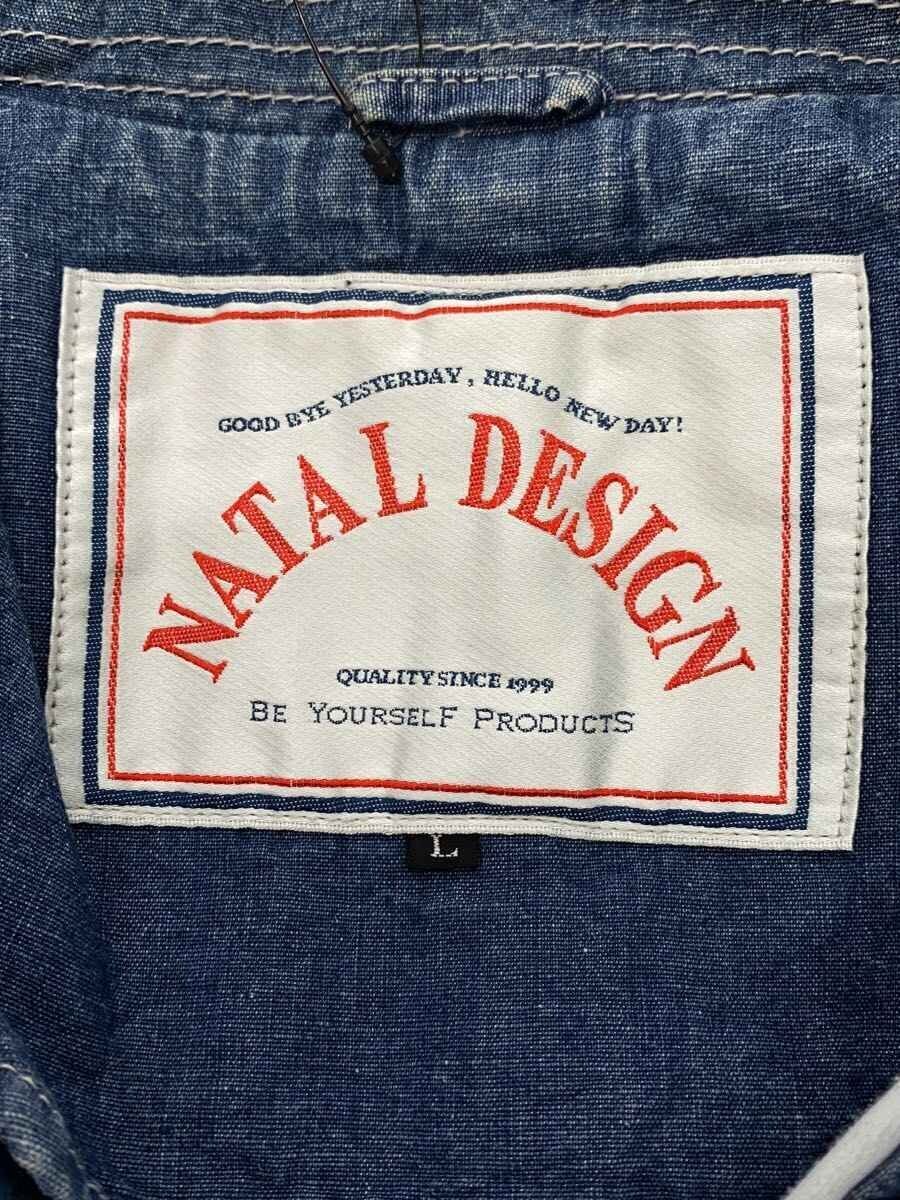 GOOD BYE YESTERDAY, HELLO NEW DAY!
NATAL DESIGN
QUALITY SINCE 1999
BE YOURSELF PRODUCTS
L